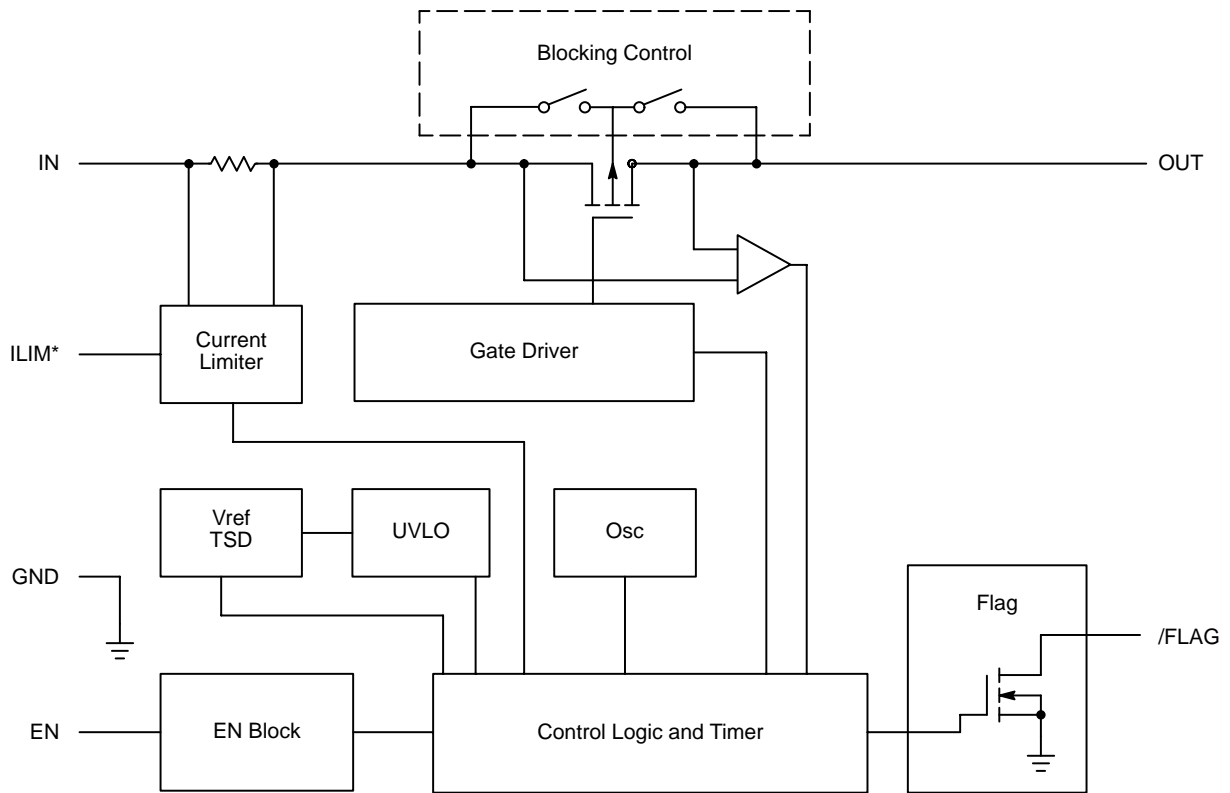 Blocking Control
IN
OUT
Current
Limiter
ILIM*
Gate Driver
Vref
TSD
UVLO
Osc
GND
Flag
/FLAG
EN
EN Block
Control Logic and Timer